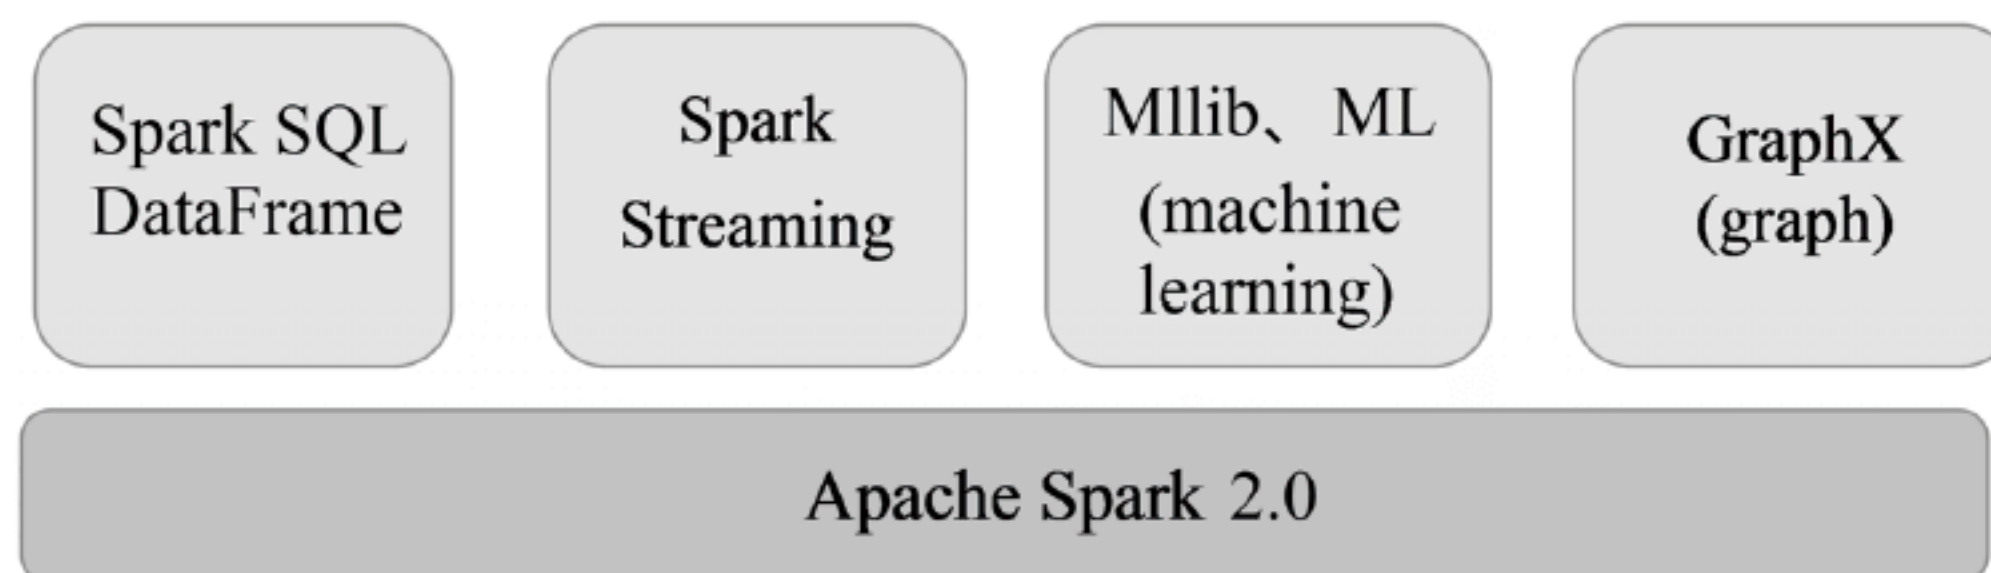 Spark SQL
DataFrame
Spark
Streaming
Mllib、ML
(machine
learning)
GraphX
(graph)
Apache Spark 2.0